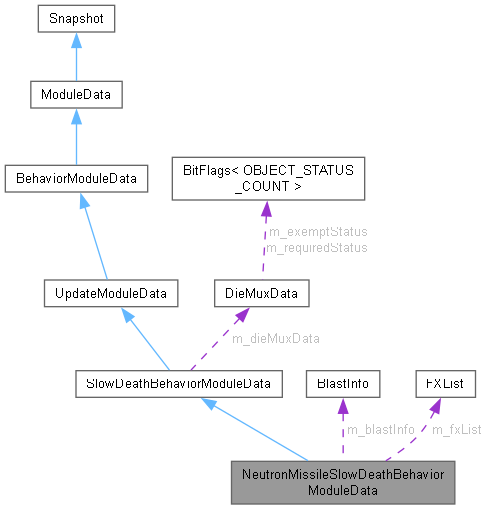 Snapshot
ModuleData
BehaviorModuleData
BitFlags< OBJECT_STATUS
_COUNT >
m_exemptStatus
m_requiredStatus
UpdateModuleData
DieMuxData
m_dieMuxData
SlowDeathBehaviorModuleData
BlastInfo
FXList
m_blastInfo
m_fxList
NeutronMissileSlowDeathBehavior
ModuleData